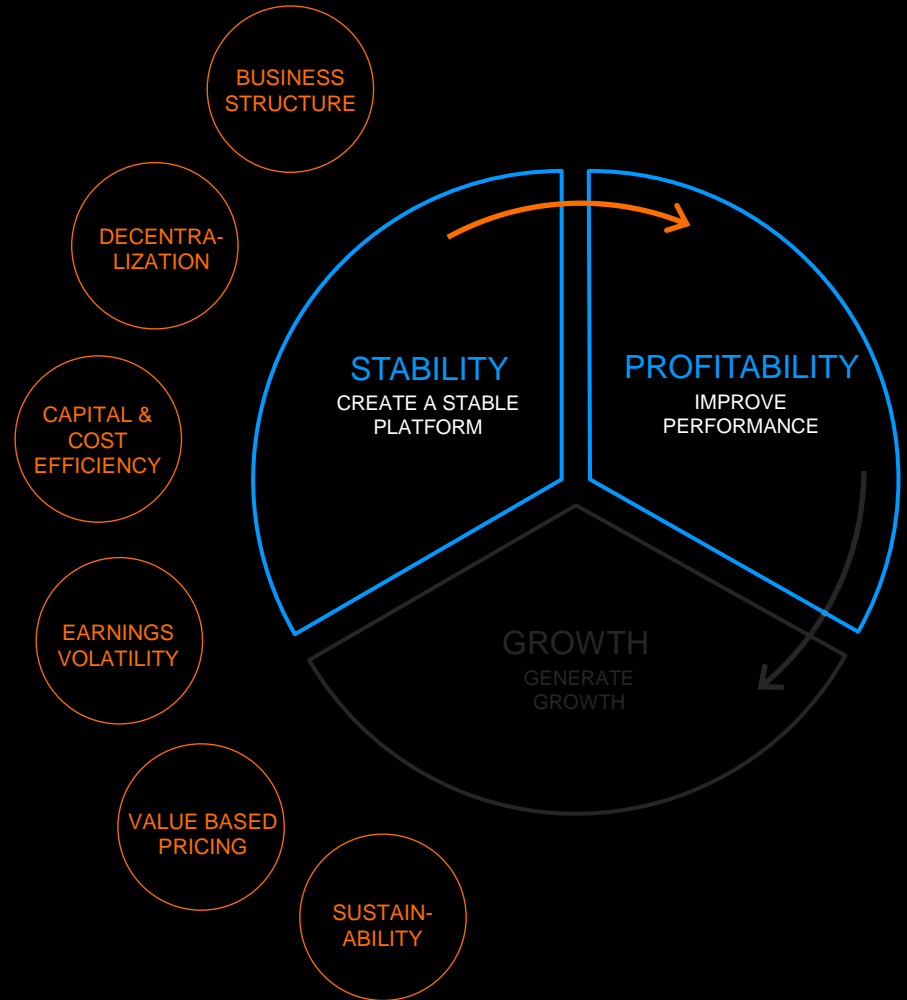 BUSINESS
STRUCTURE
DECENTRA-
LIZATION
CAPITAL &
COST
EFFICIENCY
EARNINGS
VOLATILITY
VALUE BASED
PRICING
SUSTAIN-
ABILITY
STABILITY
CREATE A STABLE
PLATFORM
PROFITABILITY
IMPROVE
PERFORMANCE
GROWTH
GENERATE
GROWTH